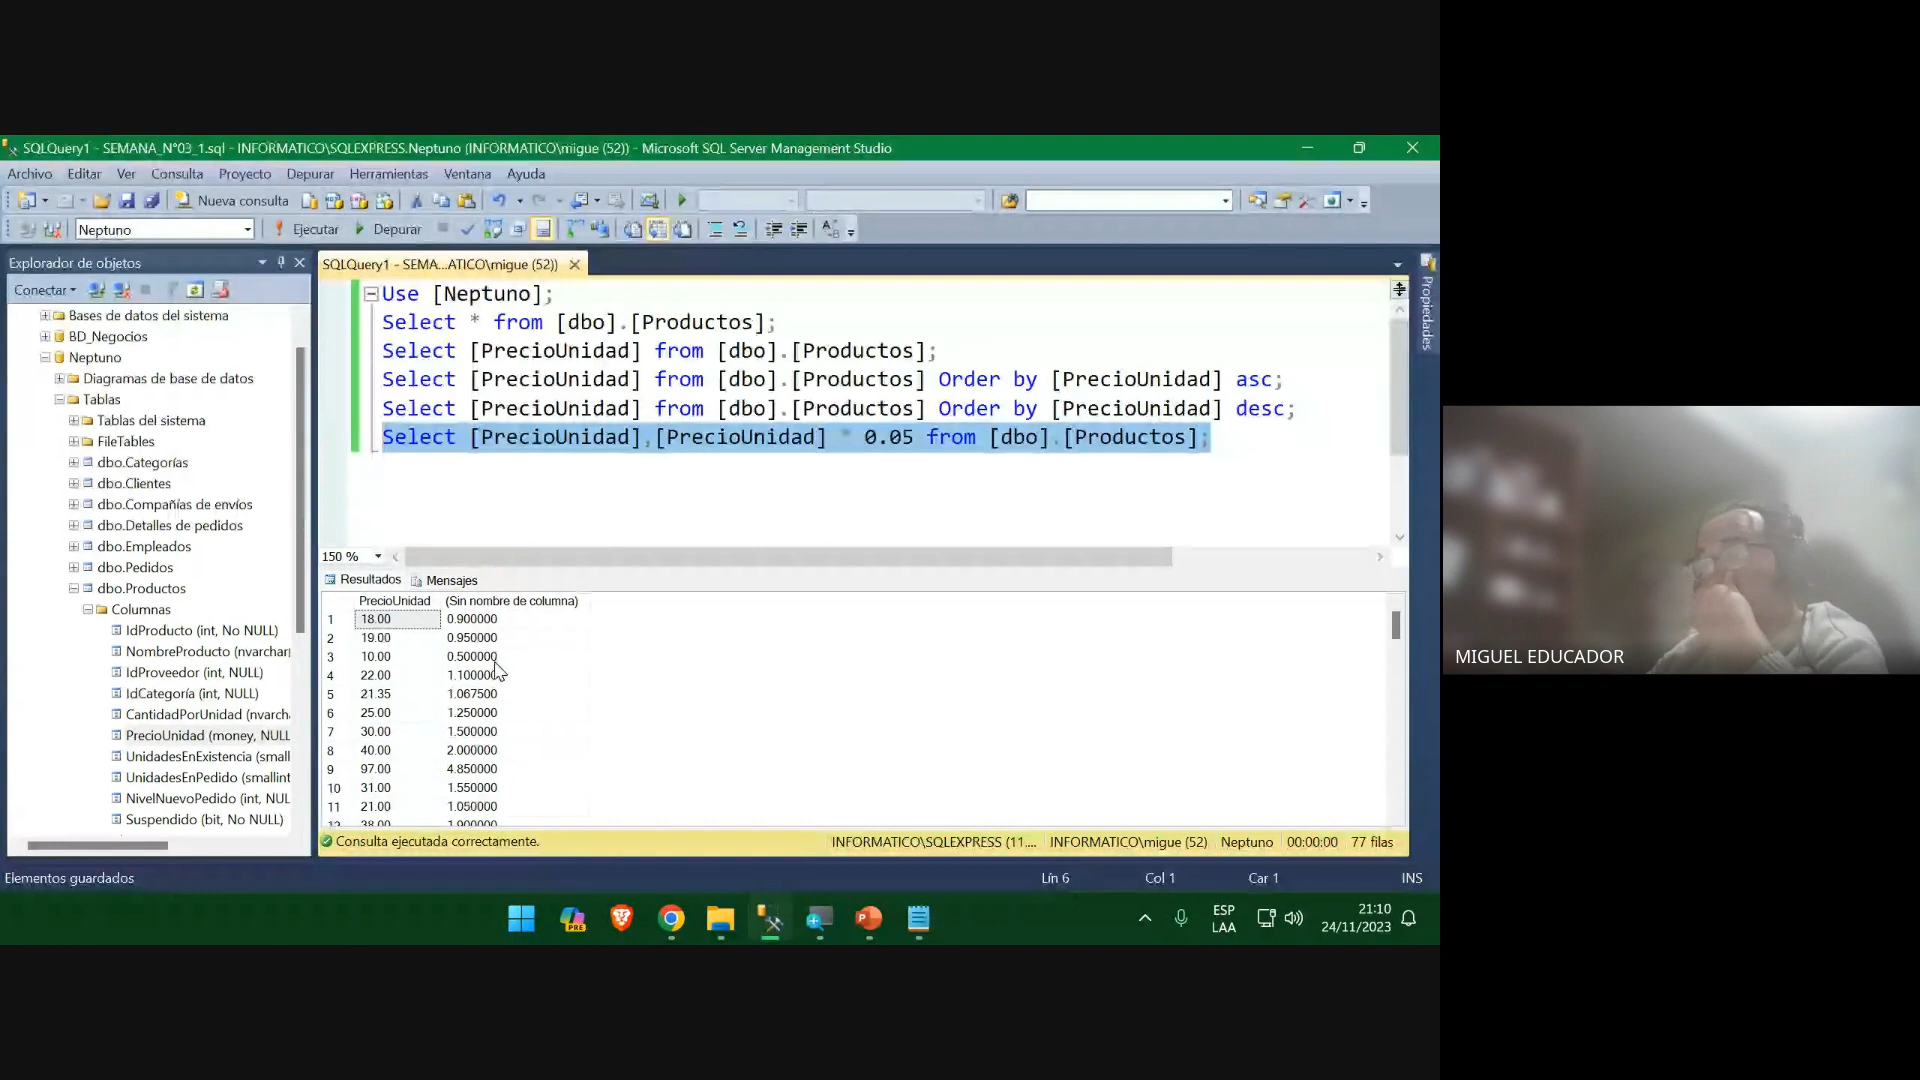 SQLQuery1 - SEMANA_N°03_1.sql - INFORMATICO\SQLEXPRESS.Neptuno (INFORMATICO\migue (52)) - Microsoft SQL Server Management Studio
Archivo Editar Ver Consulta Proyecto Depurar Herramientas Ventana Ayuda
Nueva consulta
Neptuno Ejecutar Depurar
Explorador de objetos
Conectar
Bases de datos del sistema
BD_Negocios
Neptuno
Diagramas de base de datos
Tablas
Tablas del sistema
FileTables
dbo.Categorías
dbo.Clientes
dbo.Compañías de envíos
dbo.Detalles de pedidos
dbo.Empleados
dbo.Pedidos
dbo.Productos
Columnas
IdProducto (int, No NULL)
NombreProducto (nvarchar
IdProveedor (int, NULL)
IdCategoría (int, NULL)
CantidadPorUnidad (nvarch
PrecioUnidad (money, NULL
UnidadesEnExistencia (small
UnidadesEnPedido (smallint
NivelNuevoPedido (int, NUL
Suspendido (bit, No NULL)
SQLQuery1 - SEMA...ATICO\migue (52))
Use [Neptuno];
Select * from [dbo].[Productos];
Select [PrecioUnidad] from [dbo].[Productos];
Select [PrecioUnidad] from [dbo].[Productos] Order by [PrecioUnidad] asc;
Select [PrecioUnidad] from [dbo].[Productos] Order by [PrecioUnidad] desc;
Select [PrecioUnidad],[PrecioUnidad] * 0.05 from [dbo].[Productos];
150 %
Resultados Mensajes
PrecioUnidad (Sin nombre de columna)
1 18.00 0.900000
2 19.00 0.950000
3 10.00 0.500000
4 22.00 1.100000
5 21.35 1.067500
6 25.00 1.250000
7 30.00 1.500000
8 40.00 2.000000
9 97.00 4.850000
10 31.00 1.550000
11 21.00 1.050000
12 38.00 1.900000
Consulta ejecutada correctamente. INFORMATICO\SQLEXPRESS (11.... INFORMATICO\migue (52) Neptuno 00:00:00 77 filas
Propiedades
Elementos guardados Lín 6 Col 1 Car 1 INS
PRE
ESP
LAA
21:10
24/11/2023
MIGUEL EDUCADOR